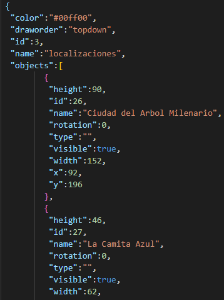 {
"color":"#00ff00",
"draworder":"topdown",
"id":3,
"name":"localizaciones",
"objects":[
{
"height":90,
"id":26,
"name":"Ciudad del Arbol Milenario",
"rotation":0,
"type":"",
"visible":true,
"width":152,
"x":92,
"y":196
},
{
"height":46,
"id":27,
"name":"La Camita Azul",
"rotation":0,
"type":"",
"visible":true,
"width":62,